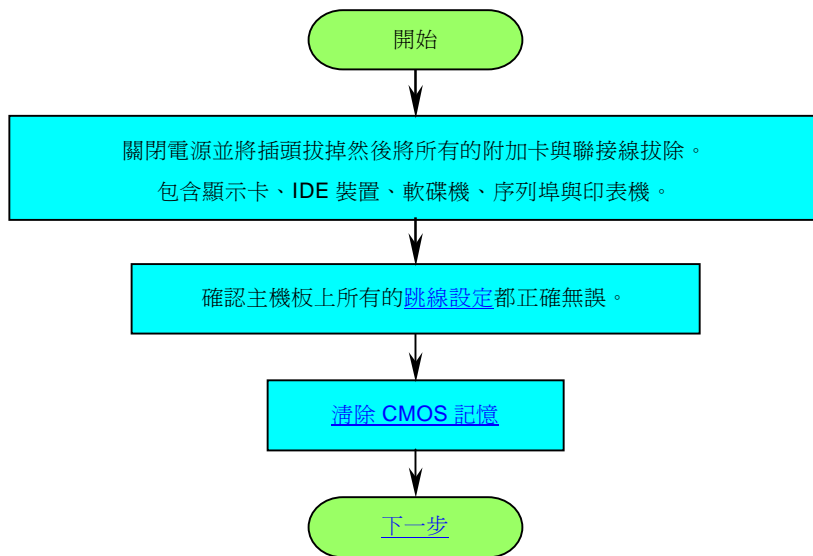 開始
關閉電源並將插頭拔掉然後將所有的附加卡與聯接線拔除。
包含顯示卡、IDE 裝置、軟碟機、序列埠與印表機。
確認主機板上所有的跳線設定都正確無誤。
清除 CMOS 記憶
下一步